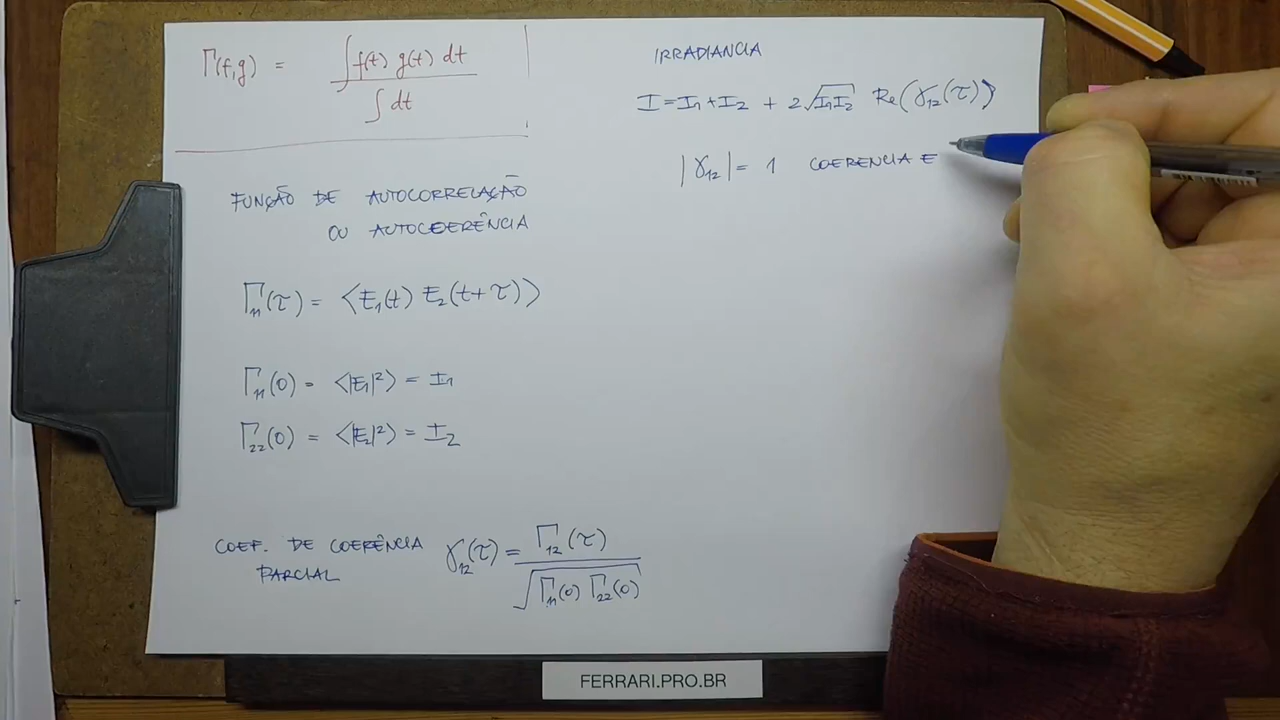 Γ(f,g) = ∫f(t) g(t) dt / ∫dt
FUNÇÃO DE AUTOCORRELAÇÃO
OU AUTOCOERÊNCIA
Γ₁₁(τ) = ⟨E₁(t) E₂(t+τ)⟩
Γ₁₁(0) = ⟨|E₁|²⟩ = I₁
Γ₂₂(0) = ⟨|E₂|²⟩ = I₂
COEF. DE COERÊNCIA
PARCIAL
γ₁₂(τ) = Γ₁₂(τ) / √Γ₁₁(0) Γ₂₂(0)
IRRADIANCIA
I = I₁ + I₂ + 2√I₁I₂ Re(γ₁₂(τ))
|γ₁₂| = 1 COERENCIA E
FERRARI.PRO.BR